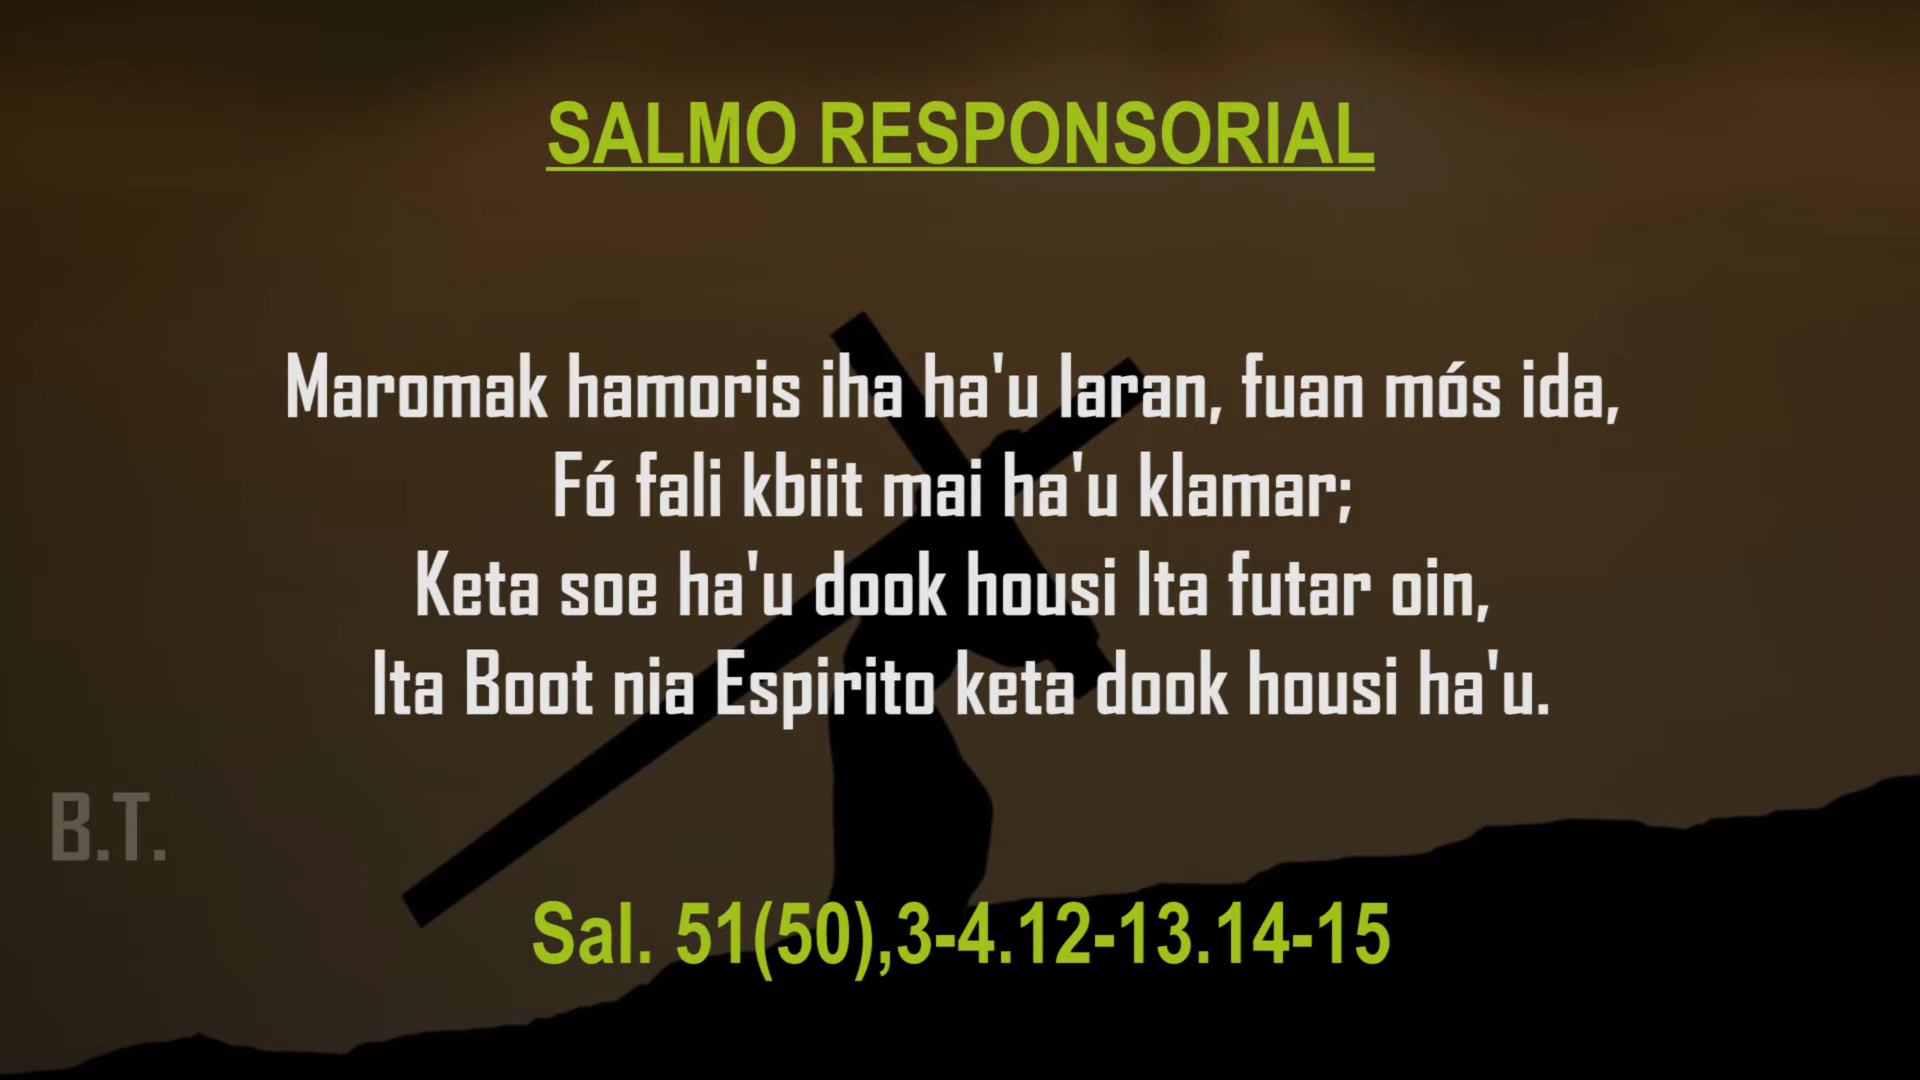 SALMO RESPONSORIAL
Maromak hamoris iha ha'u laran, fuan mós ida,
Fó fali kbiit mai ha'u klamar;
Keta soe ha'u dook housi Ita futar oin,
Ita Boot nia Espirito keta dook housi ha'u.
B.T.
Sal. 51(50),3-4.12-13.14-15